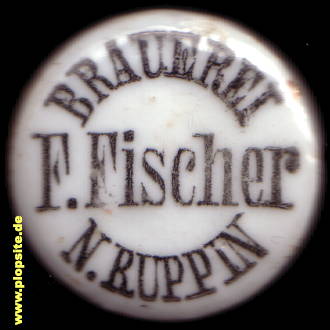 BRAUEREI
F. Fischer
N. RUPPIN
www.plopsite.de